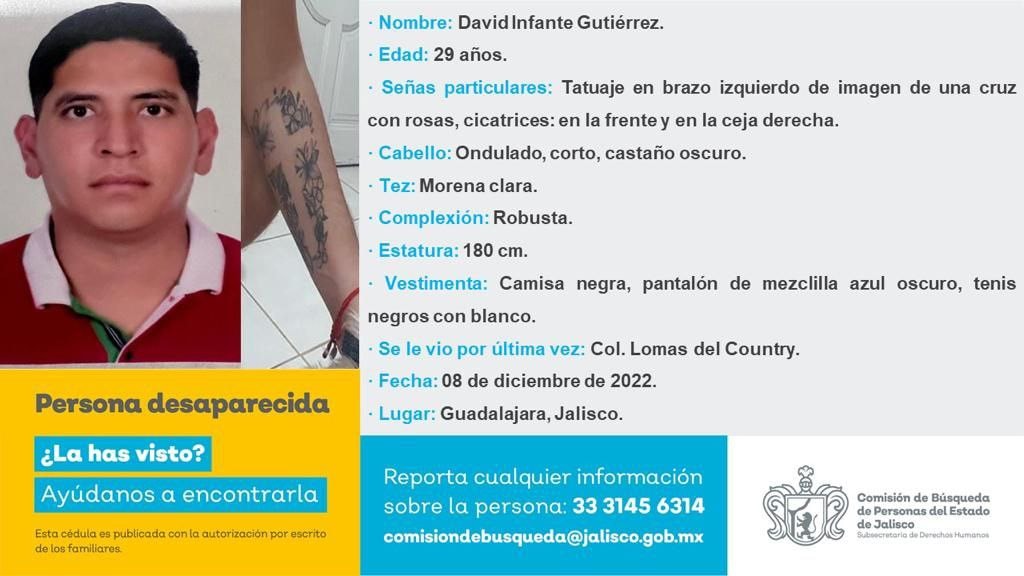 · Nombre: David Infante Gutiérrez.
· Edad: 29 años.
· Señas particulares: Tatuaje en brazo izquierdo de imagen de una cruz
con rosas, cicatrices: en la frente y en la ceja derecha.
· Cabello: Ondulado, corto, castaño oscuro.
· Tez: Morena clara.
· Complexión: Robusta.
· Estatura: 180 cm.
· Vestimenta: Camisa negra, pantalón de mezclilla azul oscuro, tenis
negros con blanco.
· Se le vio por última vez: Col. Lomas del Country.
· Fecha: 08 de diciembre de 2022.
· Lugar: Guadalajara, Jalisco.
Persona desaparecida
¿La has visto?
Ayúdanos a encontrarla
Esta cédula es publicada con la autorización por escrito
de los familiares.
Reporta cualquier información
sobre la persona: 33 3145 6314
comisiondebusqueda@jalisco.gob.mx
Comisión de Búsqueda
de Personas del Estado
de Jalisco
Subsecretaría de Derechos Humanos